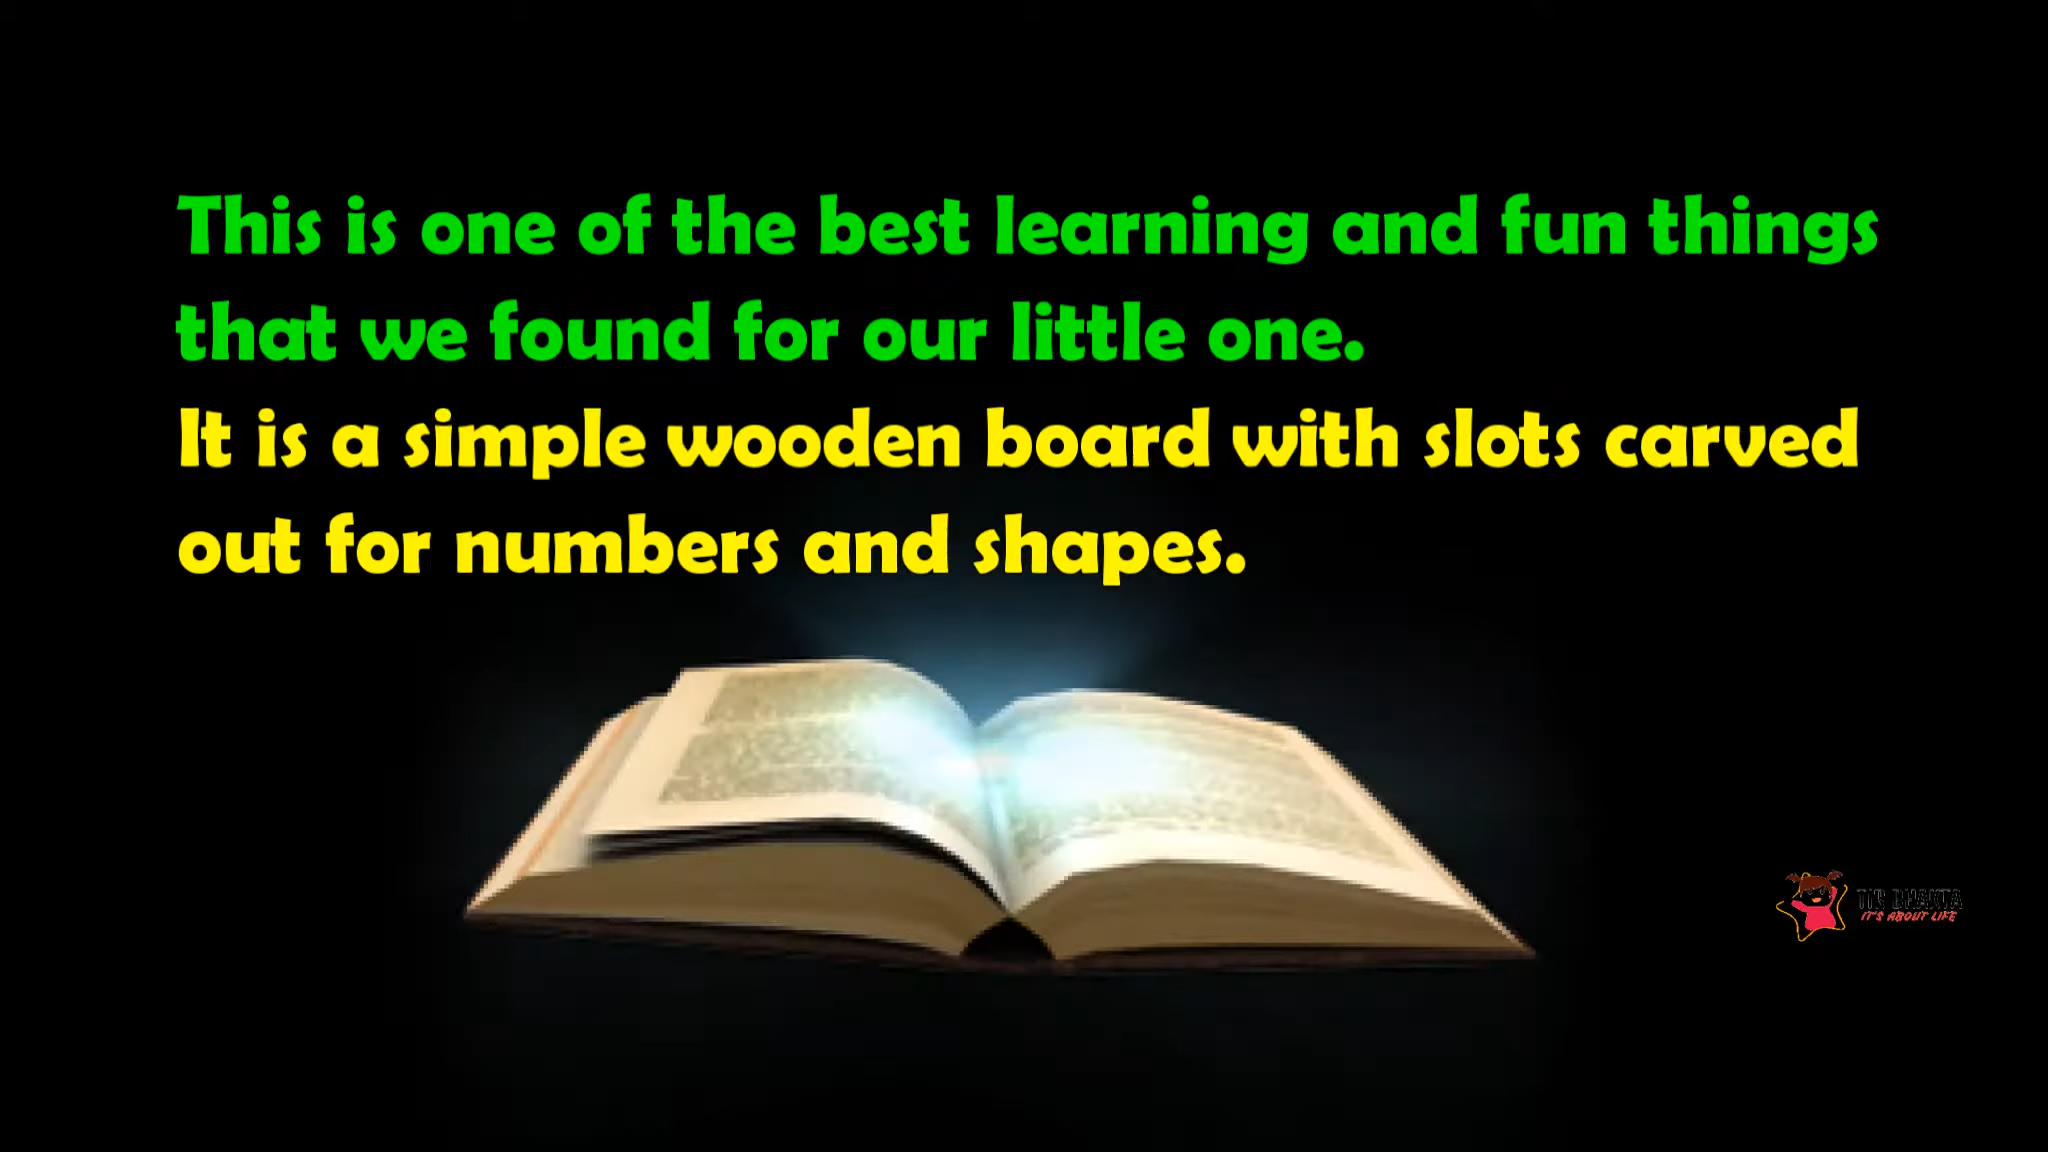 This is one of the best learning and fun things
that we found for our little one.
It is a simple wooden board with slots carved
out for numbers and shapes.
IT'S ABOUT LIFE